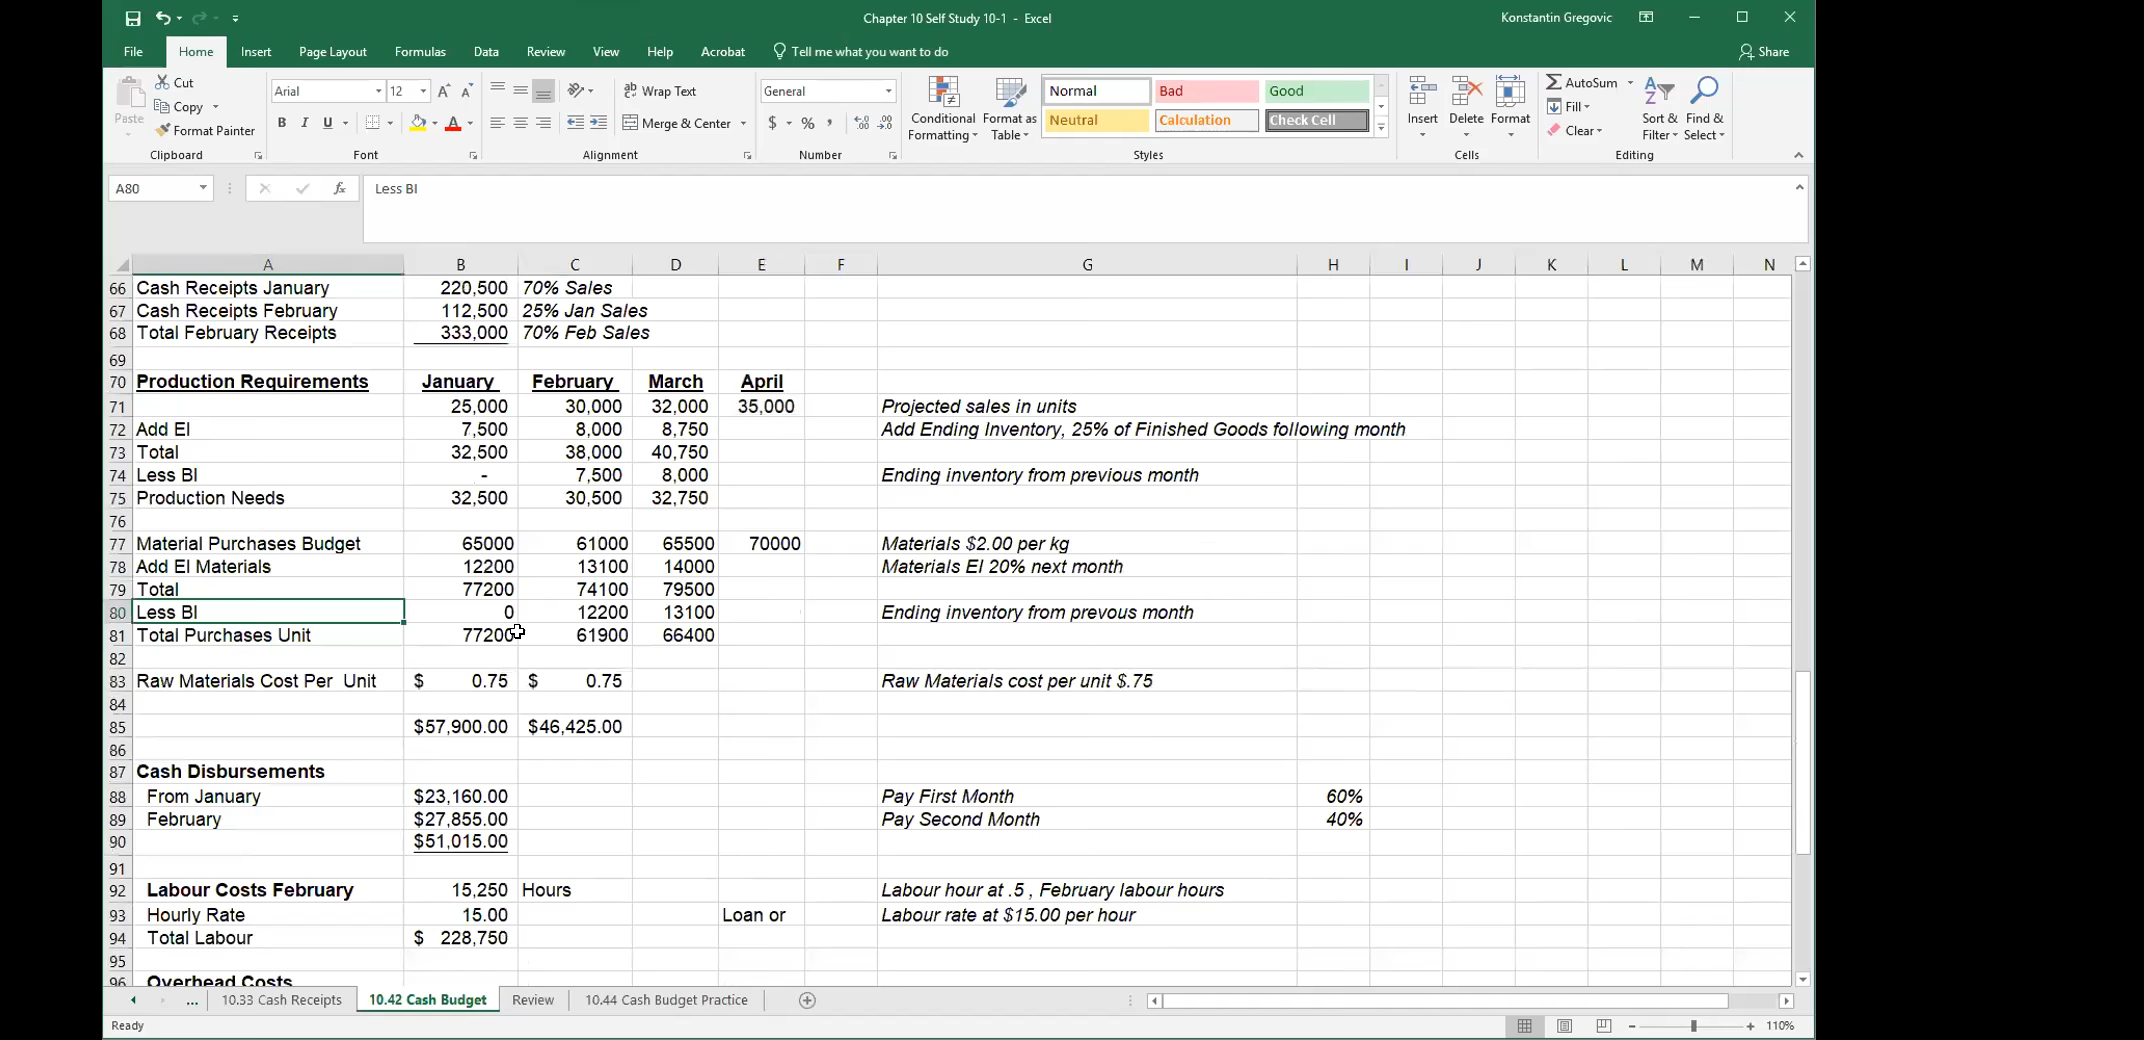 Chapter 10 Self Study 10-1 - Excel
Konstantin Gregovic
File Home Insert Page Layout Formulas Data Review View Help Acrobat Tell me what you want to do Share
Paste
Cut
Copy
Format Painter
Clipboard
Arial 12 A A
B I U A
Font
Wrap Text
Merge & Center
Alignment
General
$ % , .00 .00
Number
Conditional Formatting
Format as Table
Normal Bad Good
Neutral Calculation Check Cell
Styles
Insert Delete Format
Cells
AutoSum
Fill
Clear
Sort & Filter
Find & Select
Editing
A80 fx Less BI
A B C D E F G H I J K L M N
66 Cash Receipts January 220,500 70% Sales
67 Cash Receipts February 112,500 25% Jan Sales
68 Total February Receipts 333,000 70% Feb Sales
69
70 Production Requirements January February March April
71 25,000 30,000 32,000 35,000 Projected sales in units
72 Add EI 7,500 8,000 8,750 Add Ending Inventory, 25% of Finished Goods following month
73 Total 32,500 38,000 40,750
74 Less BI - 7,500 8,000 Ending inventory from previous month
75 Production Needs 32,500 30,500 32,750
76
77 Material Purchases Budget 65000 61000 65500 70000 Materials $2.00 per kg
78 Add EI Materials 12200 13100 14000 Materials EI 20% next month
79 Total 77200 74100 79500
80 Less BI 0 12200 13100 Ending inventory from prevous month
81 Total Purchases Unit 77200 61900 66400
82
83 Raw Materials Cost Per Unit $ 0.75 $ 0.75 Raw Materials cost per unit $.75
84
85 $57,900.00 $46,425.00
86
87 Cash Disbursements
88 From January $23,160.00 Pay First Month 60%
89 February $27,855.00 Pay Second Month 40%
90 $51,015.00
91
92 Labour Costs February 15,250 Hours Labour hour at .5 , February labour hours
93 Hourly Rate 15.00 Loan or Labour rate at $15.00 per hour
94 Total Labour $ 228,750
95
96 Overhead Costs
... 10.33 Cash Receipts 10.42 Cash Budget Review 10.44 Cash Budget Practice
Ready 110%